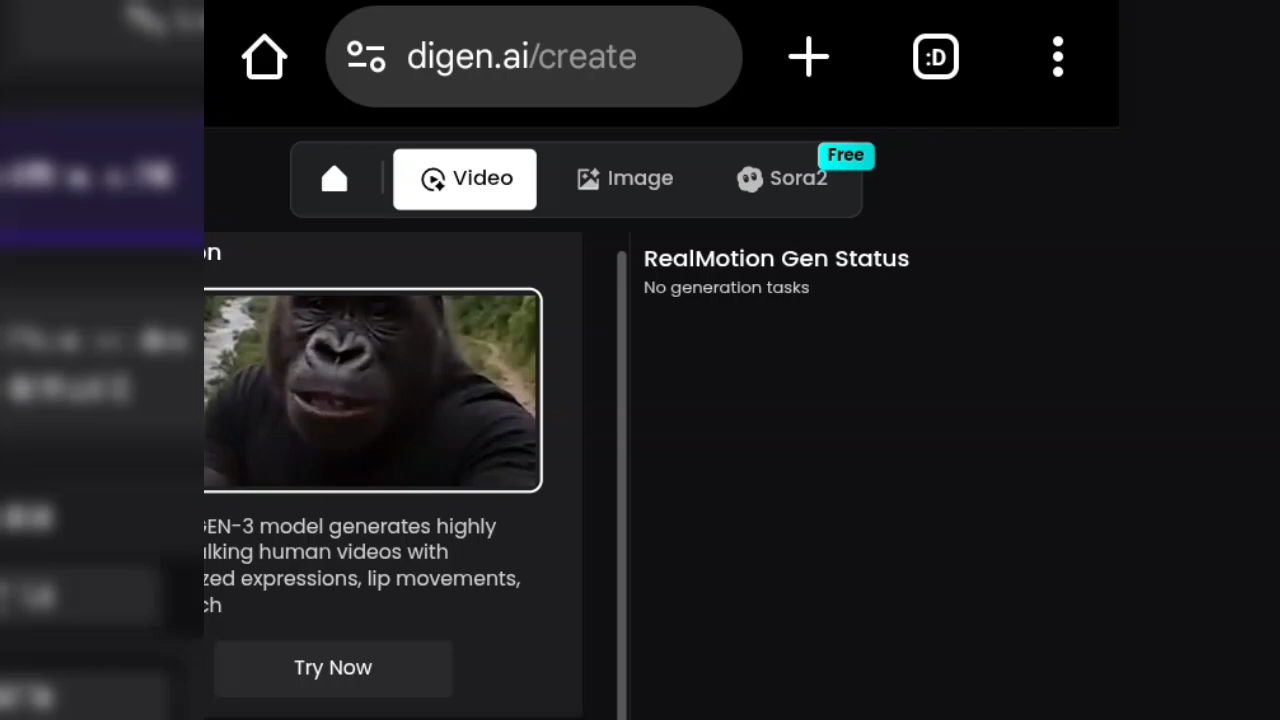 digen.ai/create
:D
Free
Video
Image
Sora2
on
RealMotion Gen Status
No generation tasks
GEN-3 model generates highly
lking human videos with
zed expressions, lip movements,
ch
Try Now